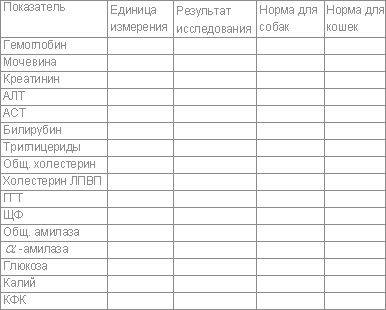 Показатель Единица Результат Норма для Норма для
измерения исследования собак кошек
Гемоглобин
Мочевина
Креатинин
АЛТ
АСТ
Билирубин
Триглицериды
Общ. холестерин
Холестерин ЛПВП
ГГТ
ЩФ
Общ. амилаза
α -амилаза
Глюкоза
Калий
КФК